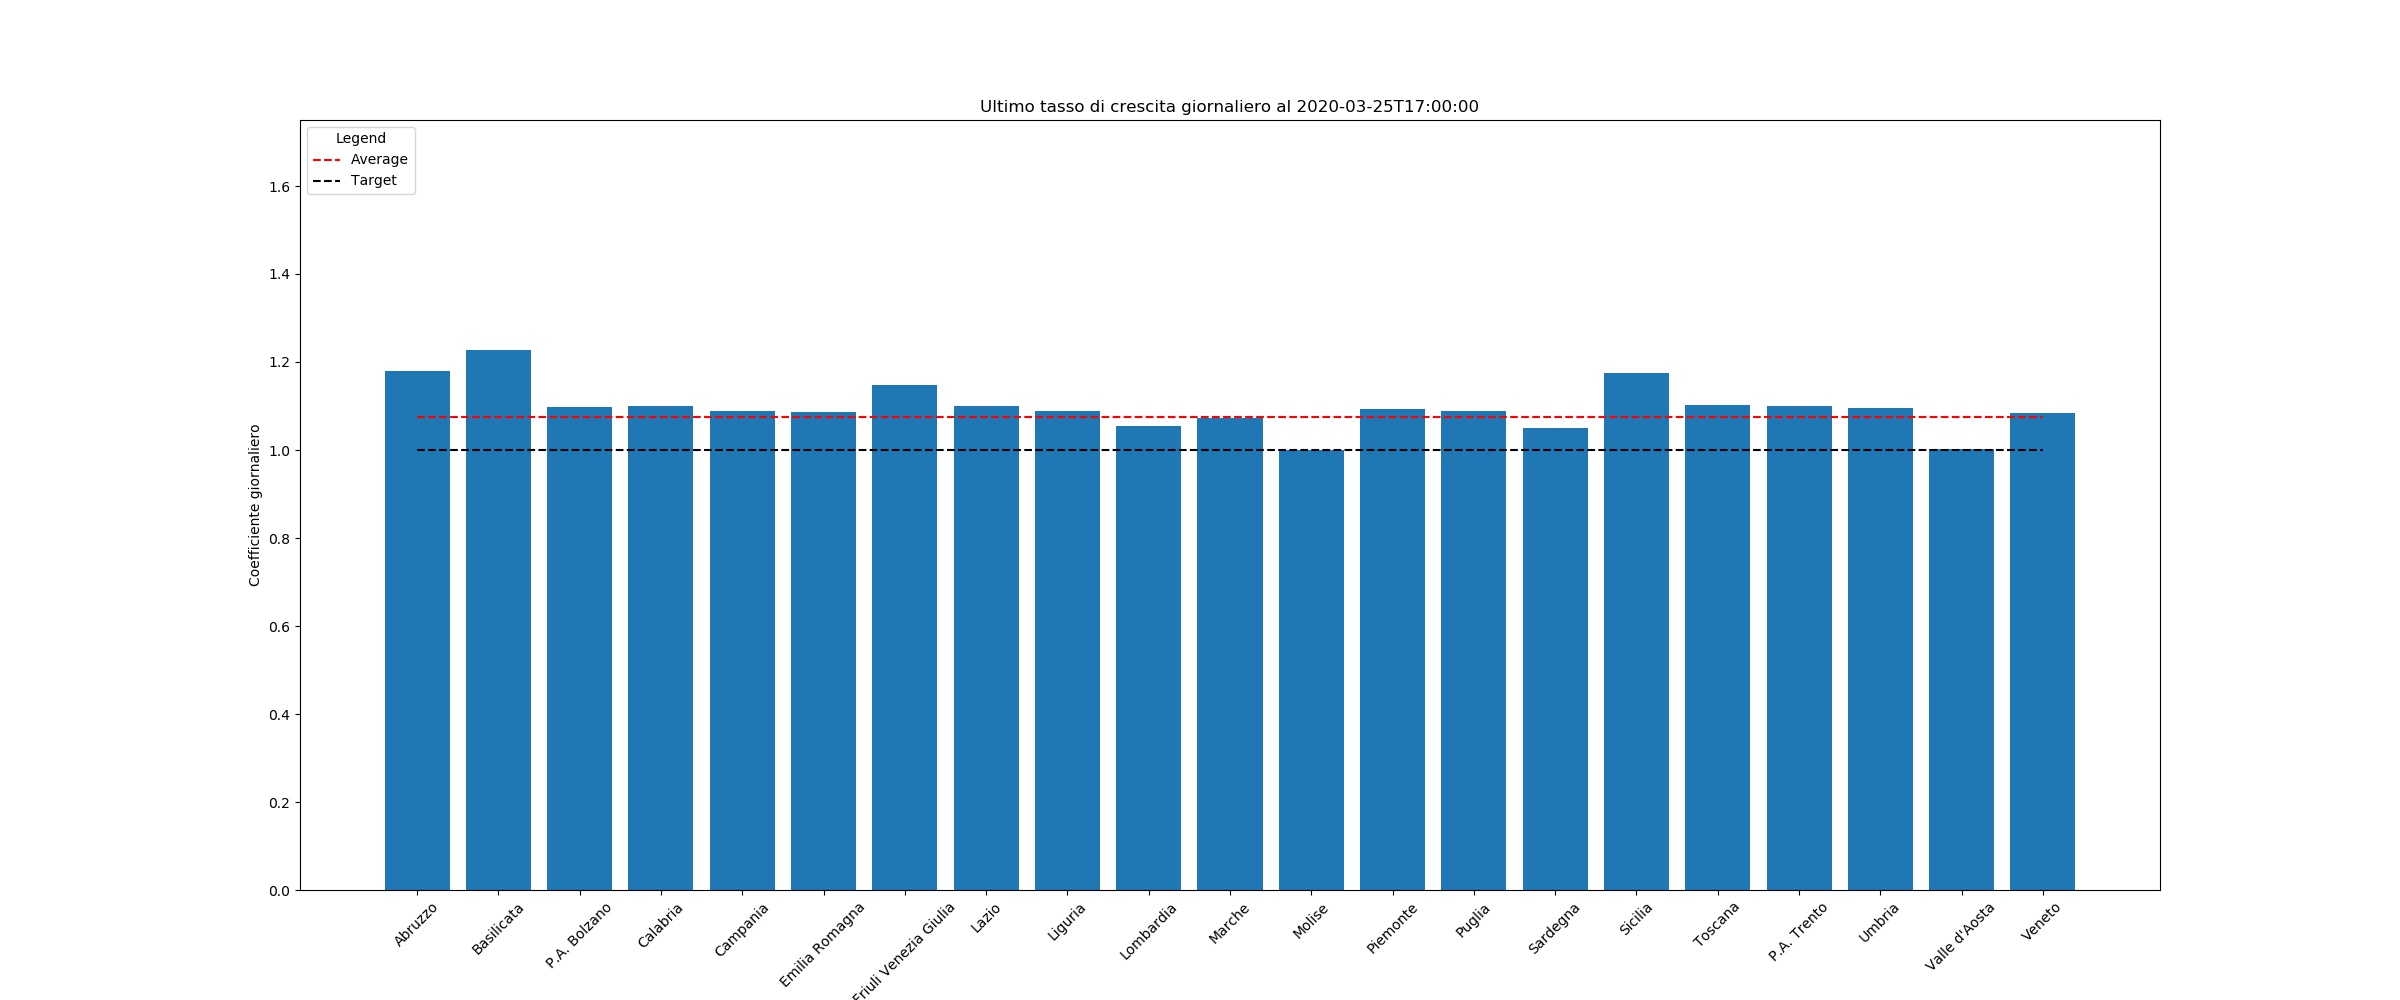 Ultimo tasso di crescita giornaliero al 2020-03-25T17:00:00
Legend
Average
Target
Coefficiente giornaliero
1.6
1.4
1.2
1.0
0.8
0.6
0.4
0.2
0.0
Abruzzo
Basilicata
P.A. Bolzano
Calabria
Campania
Emilia Romagna
Friuli Venezia Giulia
Lazio
Liguria
Lombardia
Marche
Molise
Piemonte
Puglia
Sardegna
Sicilia
Toscana
P.A. Trento
Umbria
Valle d'Aosta
Veneto